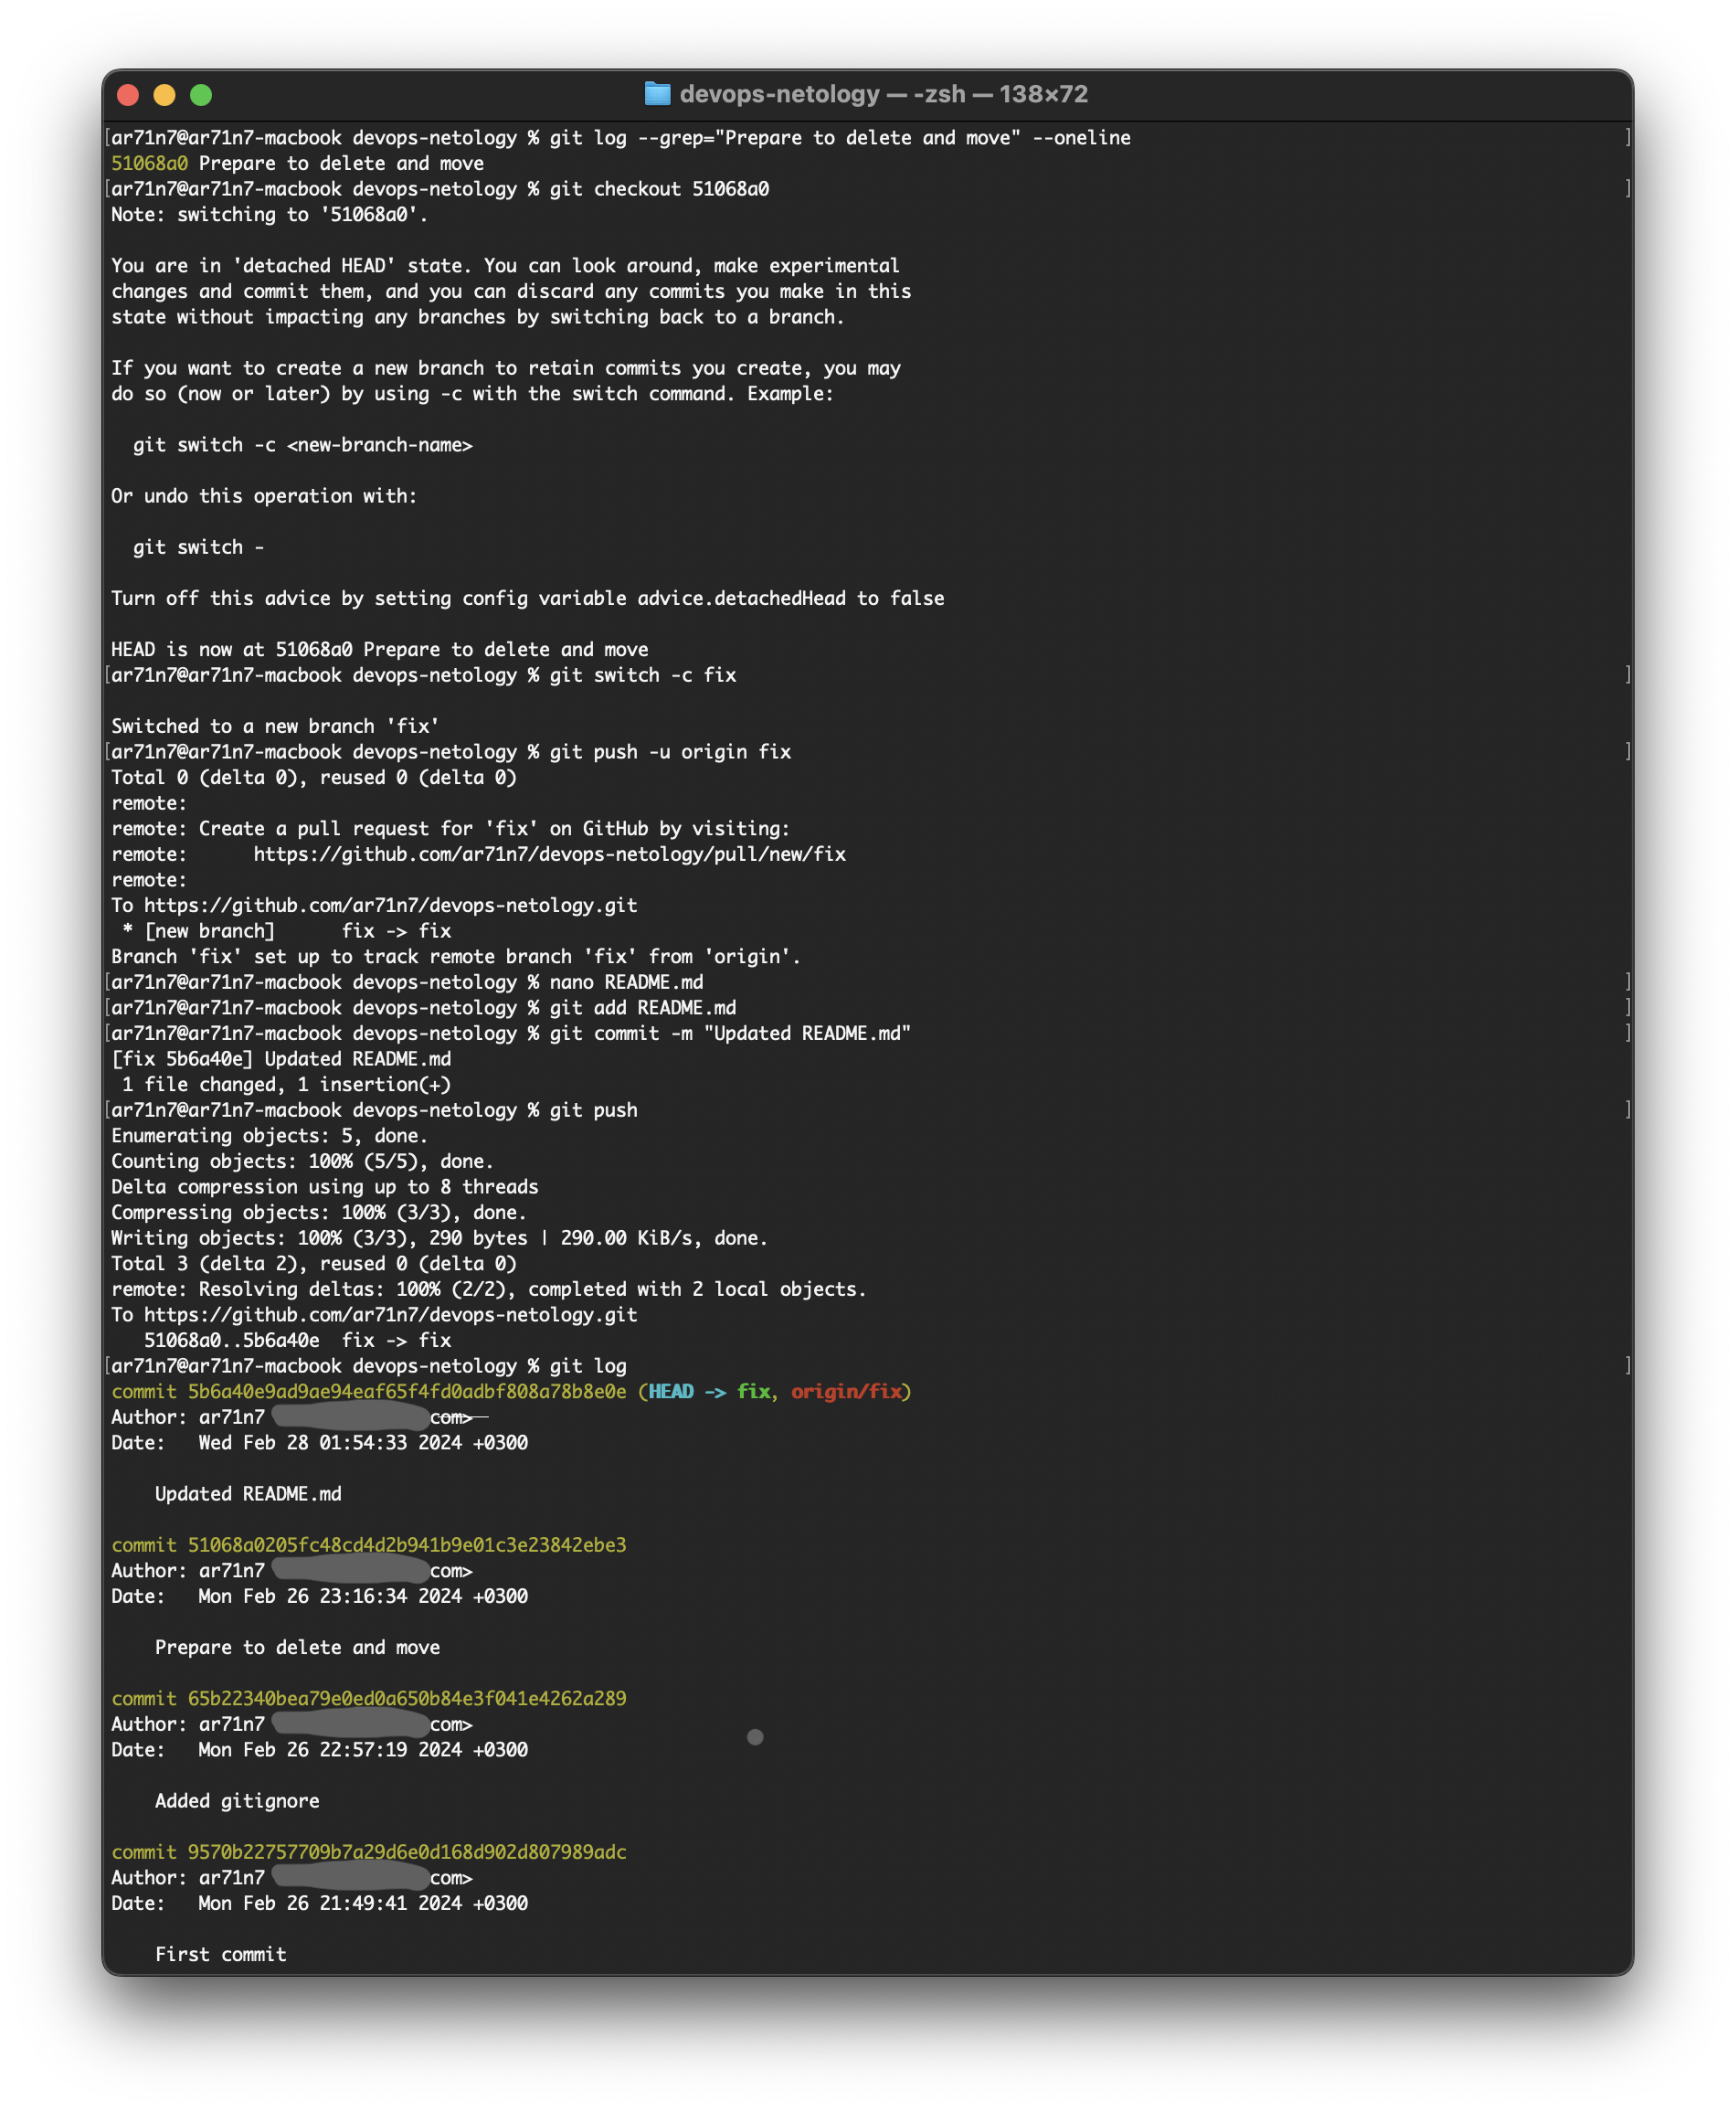 devops-netology — -zsh — 138×72
[ar71n7@ar71n7-macbook devops-netology % git log --grep="Prepare to delete and move" --oneline ]
51068a0 Prepare to delete and move
[ar71n7@ar71n7-macbook devops-netology % git checkout 51068a0 ]
Note: switching to '51068a0'.
You are in 'detached HEAD' state. You can look around, make experimental
changes and commit them, and you can discard any commits you make in this
state without impacting any branches by switching back to a branch.
If you want to create a new branch to retain commits you create, you may
do so (now or later) by using -c with the switch command. Example:
git switch -c <new-branch-name>
Or undo this operation with:
git switch -
Turn off this advice by setting config variable advice.detachedHead to false
HEAD is now at 51068a0 Prepare to delete and move
[ar71n7@ar71n7-macbook devops-netology % git switch -c fix ]
Switched to a new branch 'fix'
[ar71n7@ar71n7-macbook devops-netology % git push -u origin fix ]
Total 0 (delta 0), reused 0 (delta 0)
remote:
remote: Create a pull request for 'fix' on GitHub by visiting:
remote:      https://github.com/ar71n7/devops-netology/pull/new/fix
remote:
To https://github.com/ar71n7/devops-netology.git
* [new branch]      fix -> fix
Branch 'fix' set up to track remote branch 'fix' from 'origin'.
[ar71n7@ar71n7-macbook devops-netology % nano README.md ]
[ar71n7@ar71n7-macbook devops-netology % git add README.md ]
[ar71n7@ar71n7-macbook devops-netology % git commit -m "Updated README.md" ]
[fix 5b6a40e] Updated README.md
1 file changed, 1 insertion(+)
[ar71n7@ar71n7-macbook devops-netology % git push ]
Enumerating objects: 5, done.
Counting objects: 100% (5/5), done.
Delta compression using up to 8 threads
Compressing objects: 100% (3/3), done.
Writing objects: 100% (3/3), 290 bytes | 290.00 KiB/s, done.
Total 3 (delta 2), reused 0 (delta 0)
remote: Resolving deltas: 100% (2/2), completed with 2 local objects.
To https://github.com/ar71n7/devops-netology.git
51068a0..5b6a40e  fix -> fix
[ar71n7@ar71n7-macbook devops-netology % git log ]
commit 5b6a40e9ad9ae94eaf65f4fd0adbf808a78b8e0e (HEAD -> fix, origin/fix)
Author: ar71n7 com>
Date:   Wed Feb 28 01:54:33 2024 +0300
Updated README.md
commit 51068a0205fc48cd4d2b941b9e01c3e23842ebe3
Author: ar71n7 com>
Date:   Mon Feb 26 23:16:34 2024 +0300
Prepare to delete and move
commit 65b22340bea79e0ed0a650b84e3f041e4262a289
Author: ar71n7 com>
Date:   Mon Feb 26 22:57:19 2024 +0300
Added gitignore
commit 9570b22757709b7a29d6e0d168d902d807989adc
Author: ar71n7 com>
Date:   Mon Feb 26 21:49:41 2024 +0300
First commit